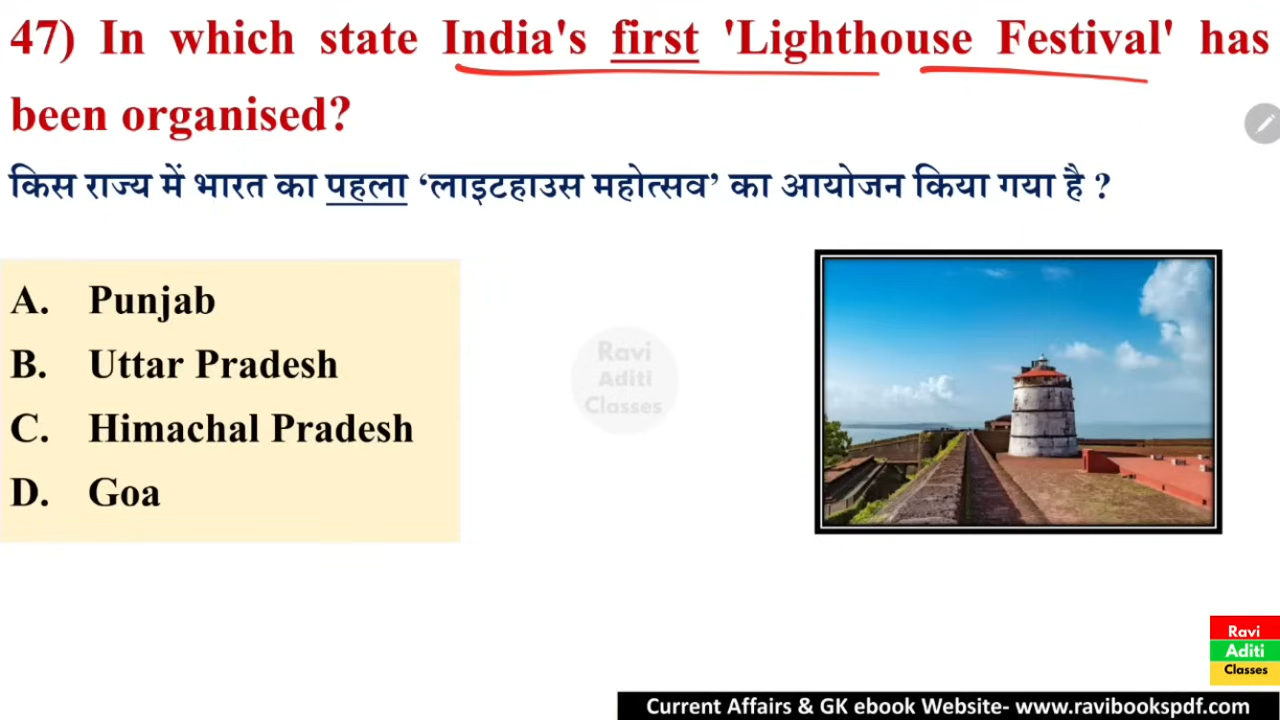 47) In which state India's first 'Lighthouse Festival' has
been organised?
किस राज्य में भारत का पहला ‘लाइटहाउस महोत्सव’ का आयोजन किया गया है ?
A. Punjab
B. Uttar Pradesh
C. Himachal Pradesh
D. Goa
Ravi
Aditi
Classes
Ravi
Aditi
Classes
Current Affairs & GK ebook Website- www.ravibookspdf.com